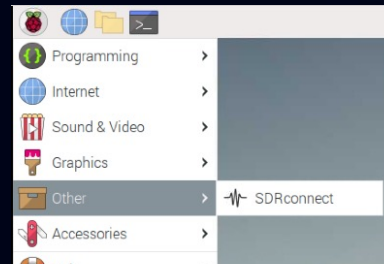 Programming
Internet
Sound & Video
Graphics
Other
SDRconnect
Accessories